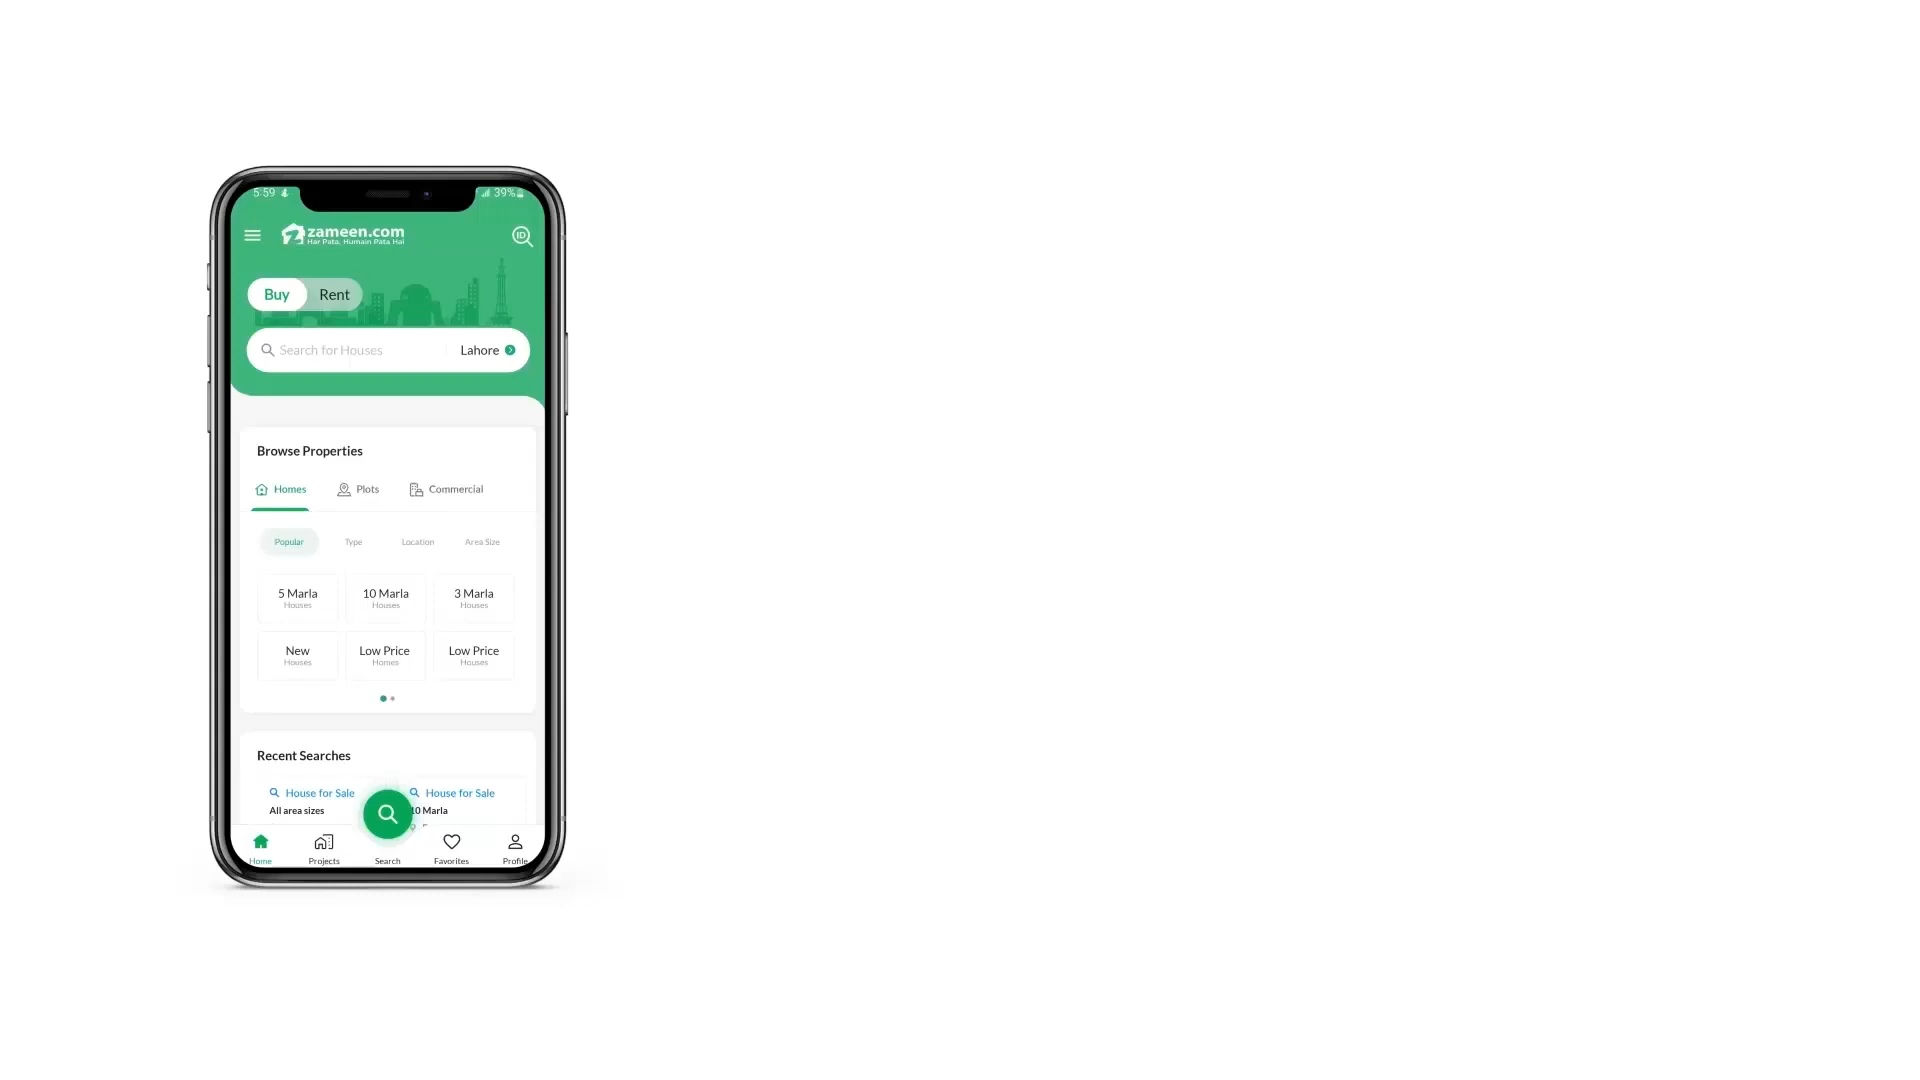 5:59 39%
zameen.com
Har Pata, Humain Pata Hai
ID
Buy Rent
Search for Houses Lahore
Browse Properties
Homes Plots Commercial
Popular Type Location Area Size
5 Marla 10 Marla 3 Marla
Houses Houses Houses
New Low Price Low Price
Houses Homes Houses
Recent Searches
House for Sale House for Sale
All area sizes 10 Marla
Home Projects Search Favorites Profile